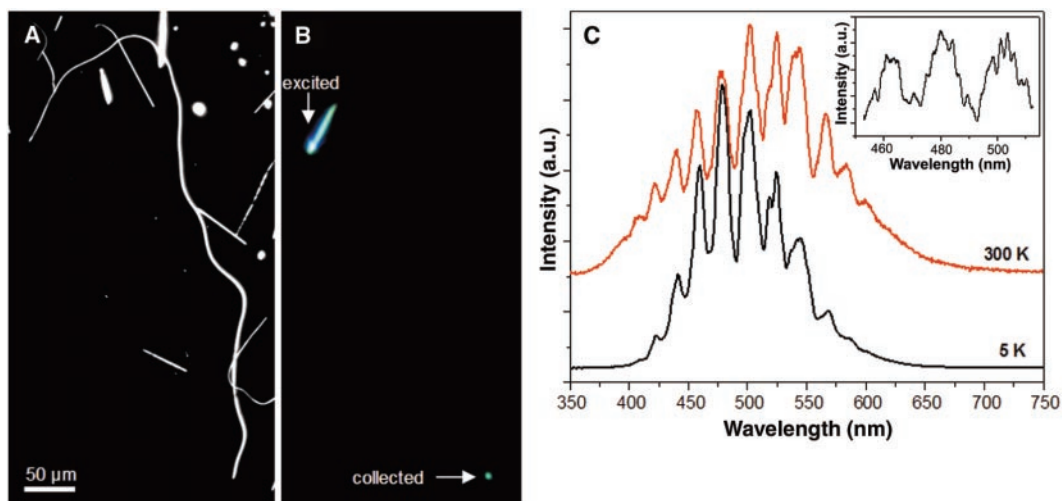 A
B
excited
collected
50 µm
C
Intensity (a.u.)
Intensity (a.u.)
460 480 500
Wavelength (nm)
300 K
5 K
350 400 450 500 550 600 650 700 750
Wavelength (nm)